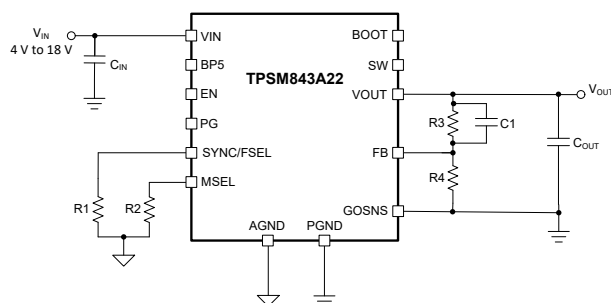 VIN
4 V to 18 V
CIN
VIN
BP5
EN
PG
SYNC/FSEL
MSEL
TPSM843A22
BOOT
SW
VOUT
FB
GOSNS
AGND
PGND
R1
R2
R3
C1
R4
VOUT
COUT